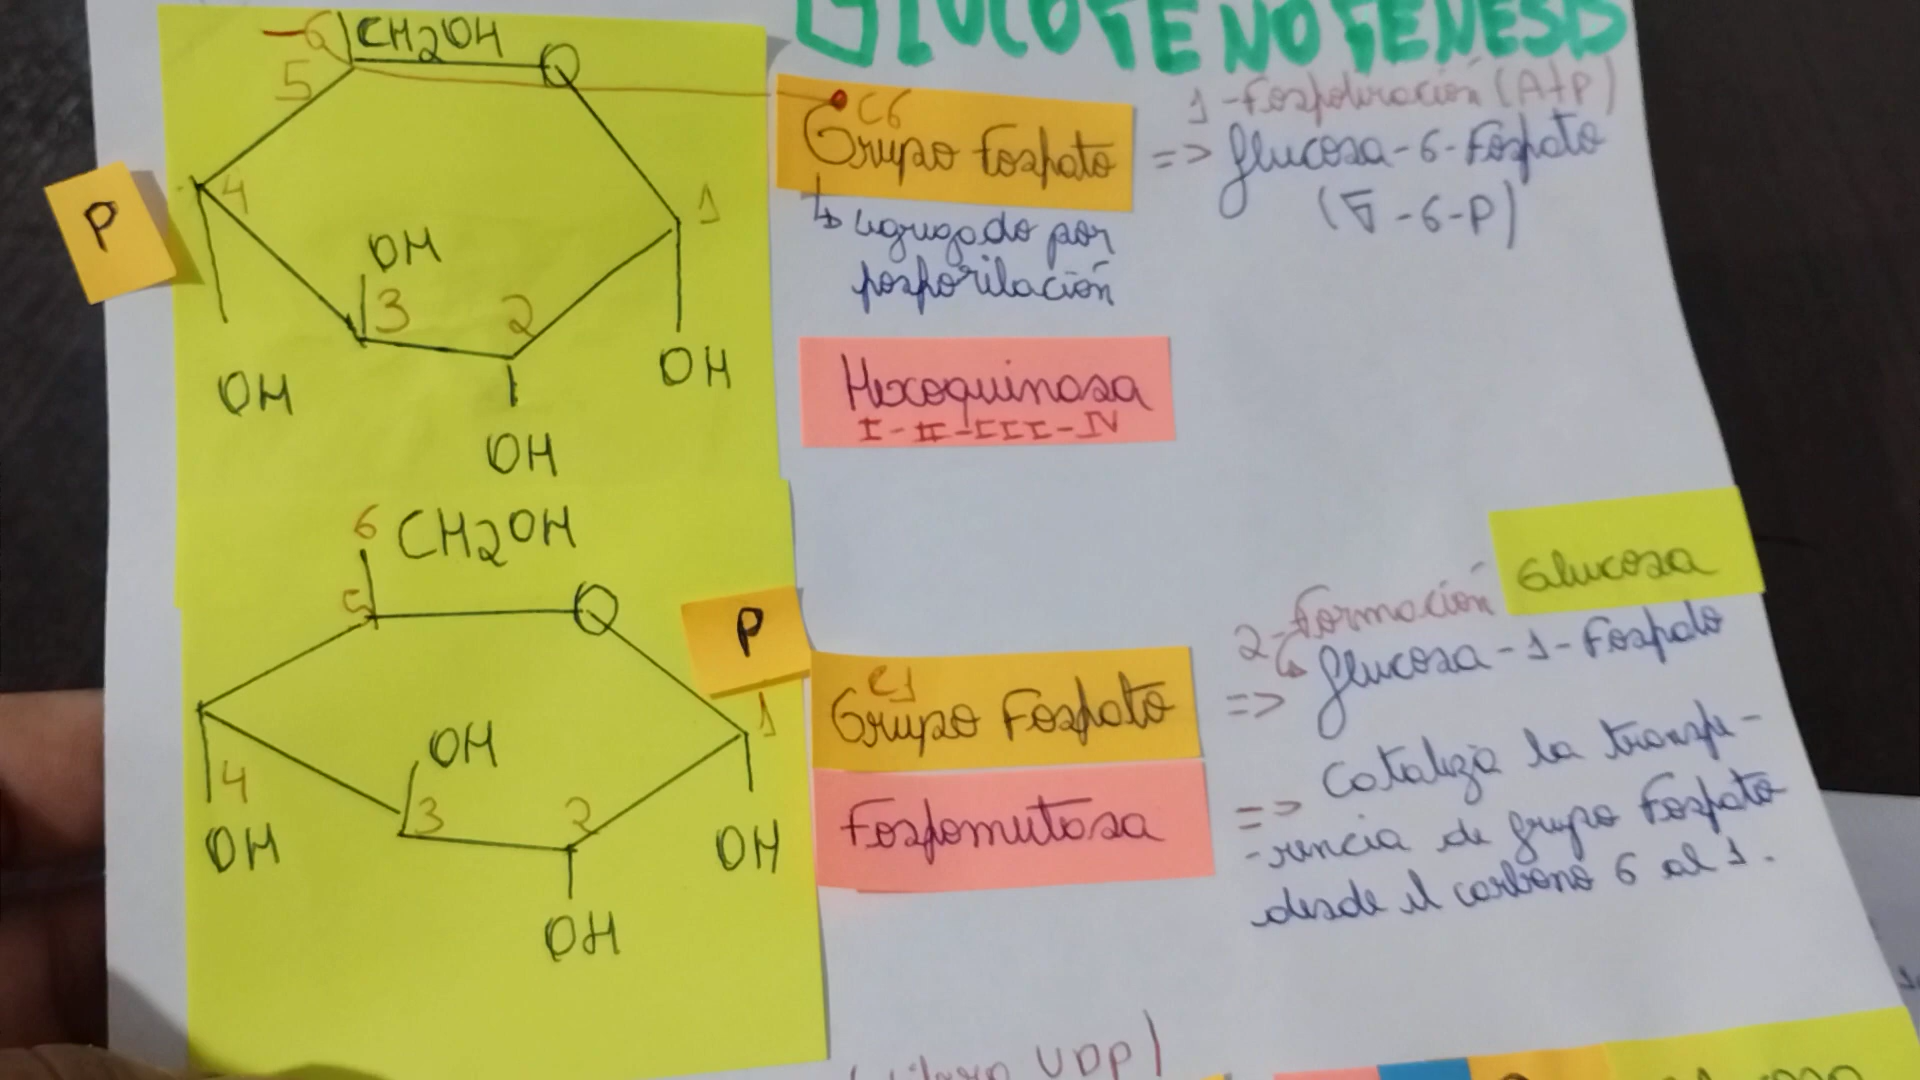 GLUCOGENOGENESIS
6 CH2OH
5
O
4
1
P
OH
3
2
OH
OH
OH
C6
Grupo fosfato
↳ agregado por
fosforilación
1-Fosforilación (ATP)
=> Glucosa-6-Fosfato
(G-6-P)
Hexoquinasa
I-II-III-IV
6 CH2OH
5
O
P
1
4
OH
3
2
OH
OH
OH
C1
Grupo Fosfato
Fosfomutasa
Glucosa
2-Formación
=> Glucosa-1-Fosfato
=> Cataliza la transfe-
-rencia de grupo Fosfato
desde el carbono 6 al 1.
UDP)